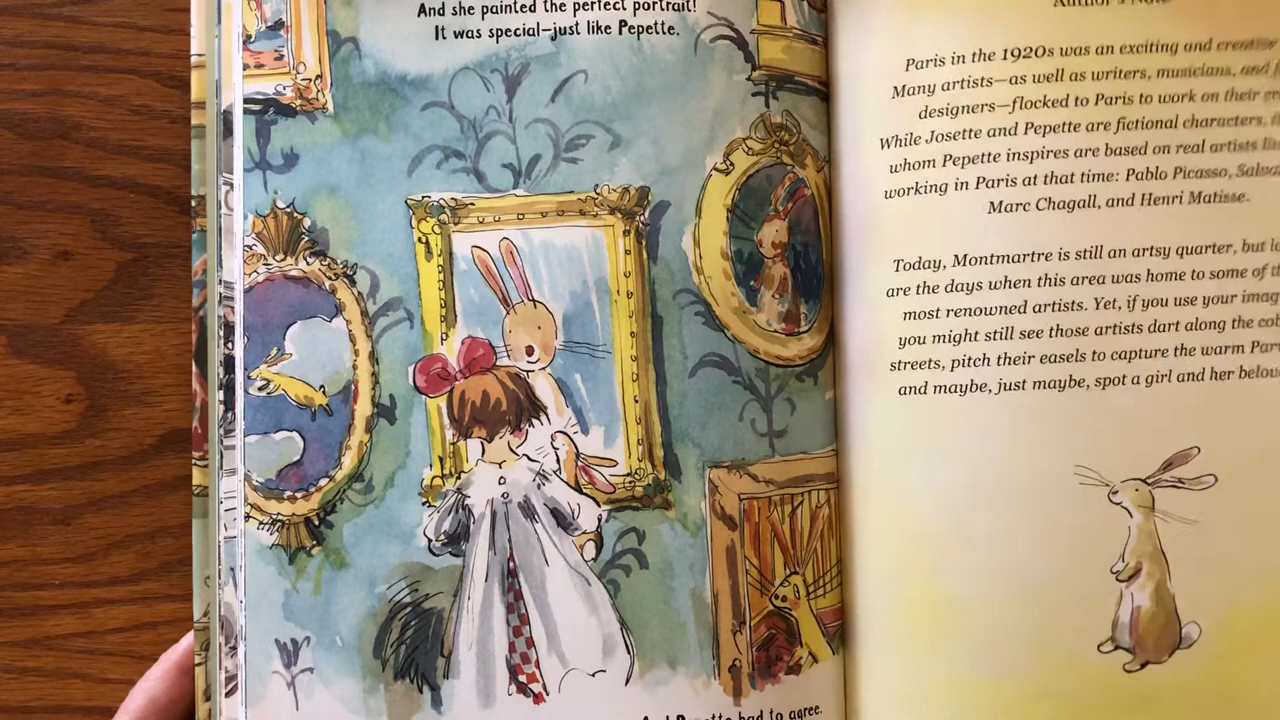 And she painted the perfect portrait!
It was special—just like Pepette.
And Pepette had to agree.
Author's Note
Paris in the 1920s was an exciting and
Many artists—as well as writers, musicians, and
designers—flocked to Paris to work on their
While Josette and Pepette are fictional characters,
whom Pepette inspires are based on real artists
working in Paris at that time: Pablo Picasso,
Marc Chagall, and Henri Matisse.
Today, Montmartre is still an artsy quarter, but
are the days when this area was home to some of
most renowned artists. Yet, if you use your
you might still see those artists dart along the
streets, pitch their easels to capture the warm
and maybe, just maybe, spot a girl and her